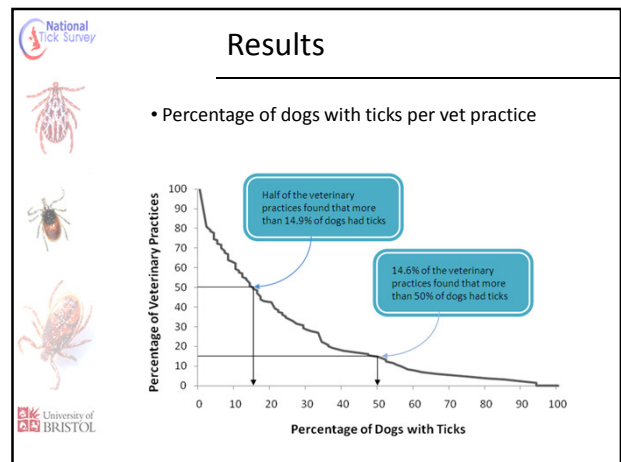 National
Tick Survey
Results
• Percentage of dogs with ticks per vet practice
Percentage of Veterinary Practices
100
90
80
70
60
50
40
30
20
10
0
Half of the veterinary
practices found that more
than 14.9% of dogs had ticks
14.6% of the veterinary
practices found that more
than 50% of dogs had ticks
0 10 20 30 40 50 60 70 80 90 100
Percentage of Dogs with Ticks
University of
BRISTOL